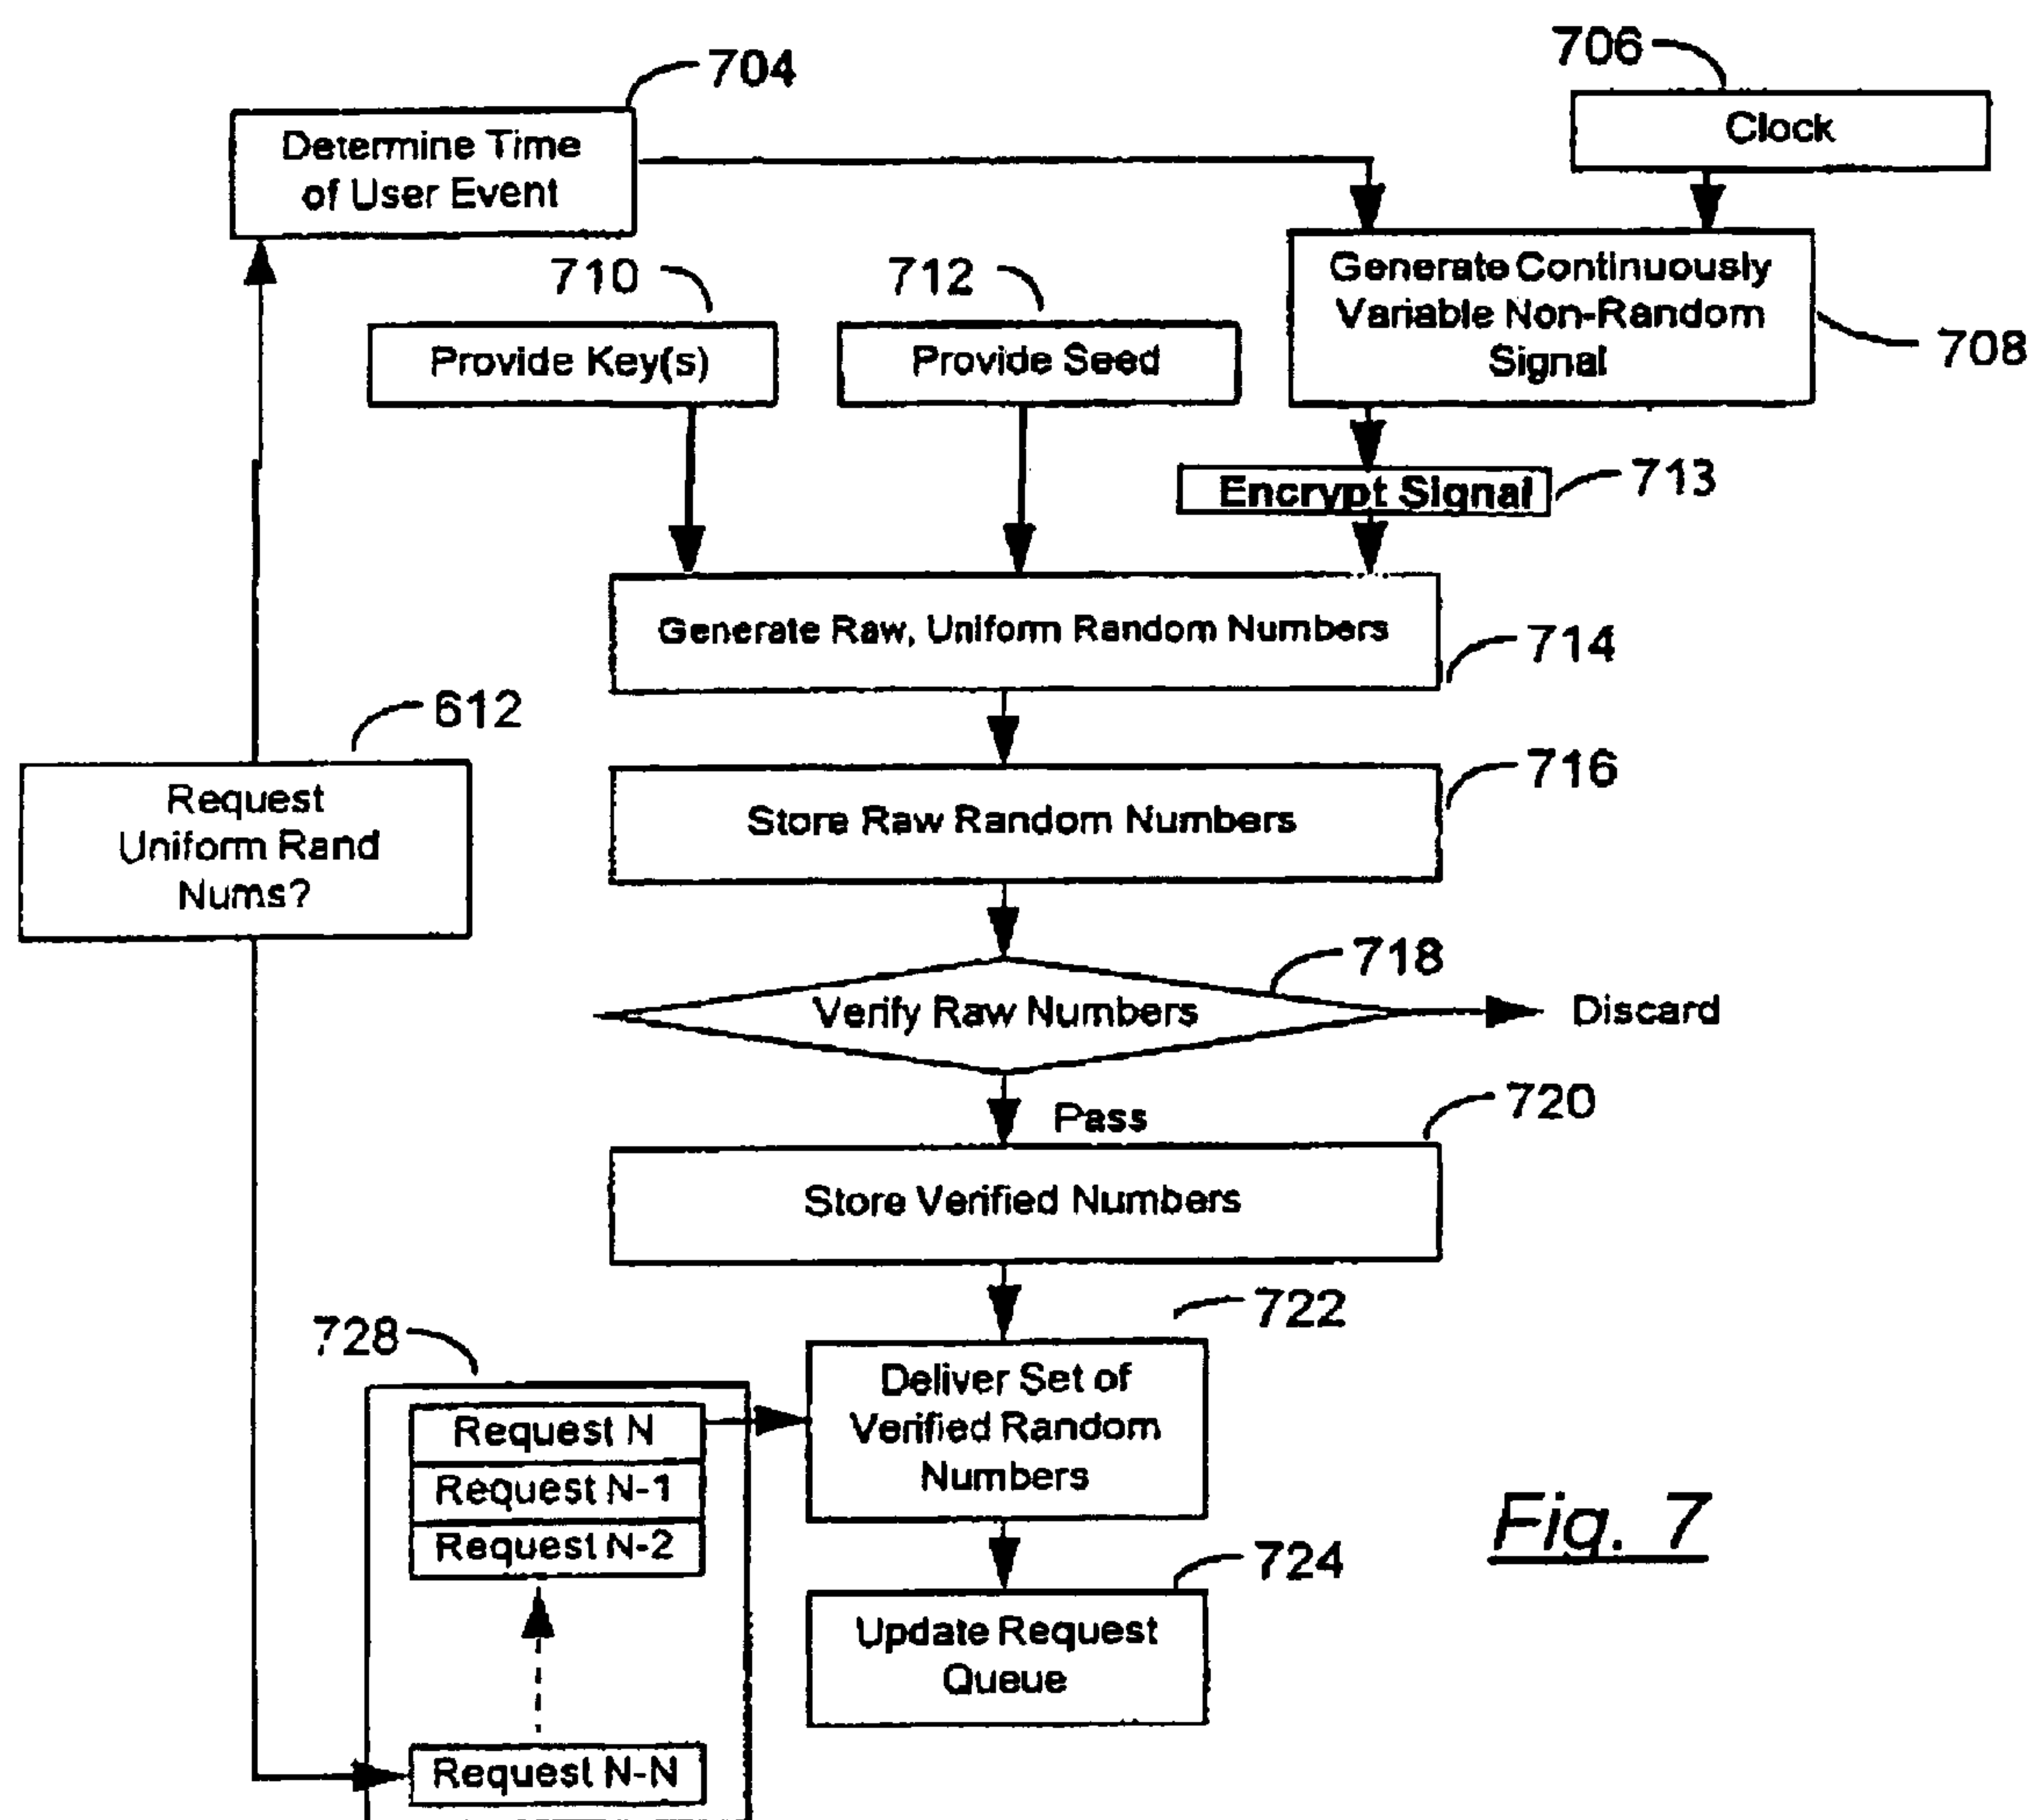 704
706
Determine Time
of User Event
Clock
710
712
Generate Continuously
Variable Non-Random
Signal
708
Provide Key(s)
Provide Seed
Encrypt Signal
713
Generate Raw, Uniform Random Numbers
714
612
Request
Uniform Rand
Nums?
716
Store Raw Random Numbers
718
Verify Raw Numbers
Discard
Pass
720
Store Verified Numbers
722
728
Deliver Set of
Verified Random
Numbers
Request N
Request N-1
Request N-2
Fig. 7
724
Update Request
Queue
Request N-N